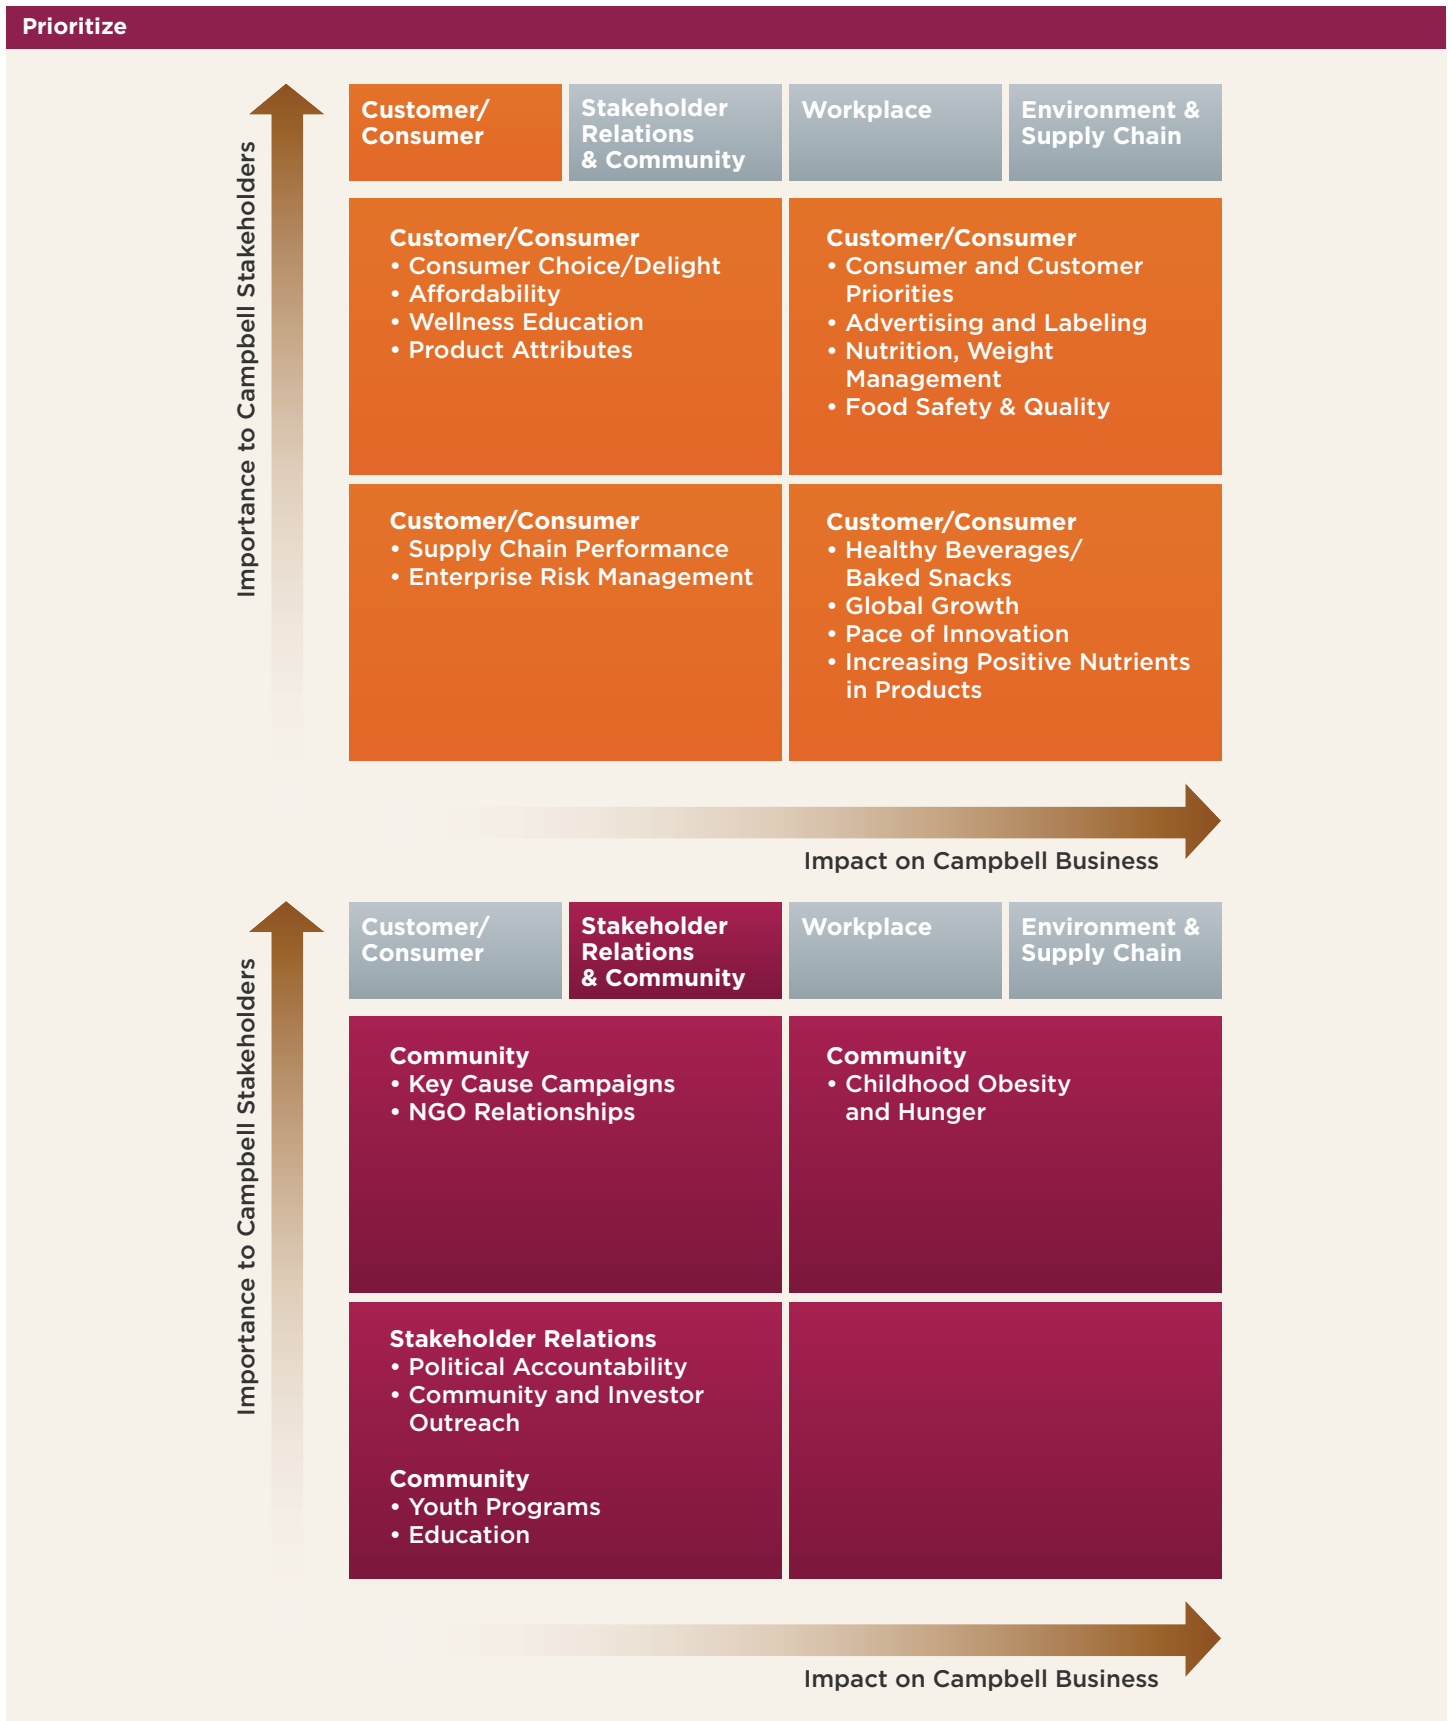 Prioritize
Importance to Campbell Stakeholders
Customer/
Consumer
Stakeholder
Relations
& Community
Workplace
Environment &
Supply Chain
Customer/Consumer
• Consumer Choice/Delight
• Affordability
• Wellness Education
• Product Attributes
Customer/Consumer
• Consumer and Customer
Priorities
• Advertising and Labeling
• Nutrition, Weight
Management
• Food Safety & Quality
Customer/Consumer
• Supply Chain Performance
• Enterprise Risk Management
Customer/Consumer
• Healthy Beverages/
Baked Snacks
• Global Growth
• Pace of Innovation
• Increasing Positive Nutrients
in Products
Impact on Campbell Business
Importance to Campbell Stakeholders
Customer/
Consumer
Stakeholder
Relations
& Community
Workplace
Environment &
Supply Chain
Community
• Key Cause Campaigns
• NGO Relationships
Community
• Childhood Obesity
and Hunger
Stakeholder Relations
• Political Accountability
• Community and Investor
Outreach
Community
• Youth Programs
• Education
Impact on Campbell Business